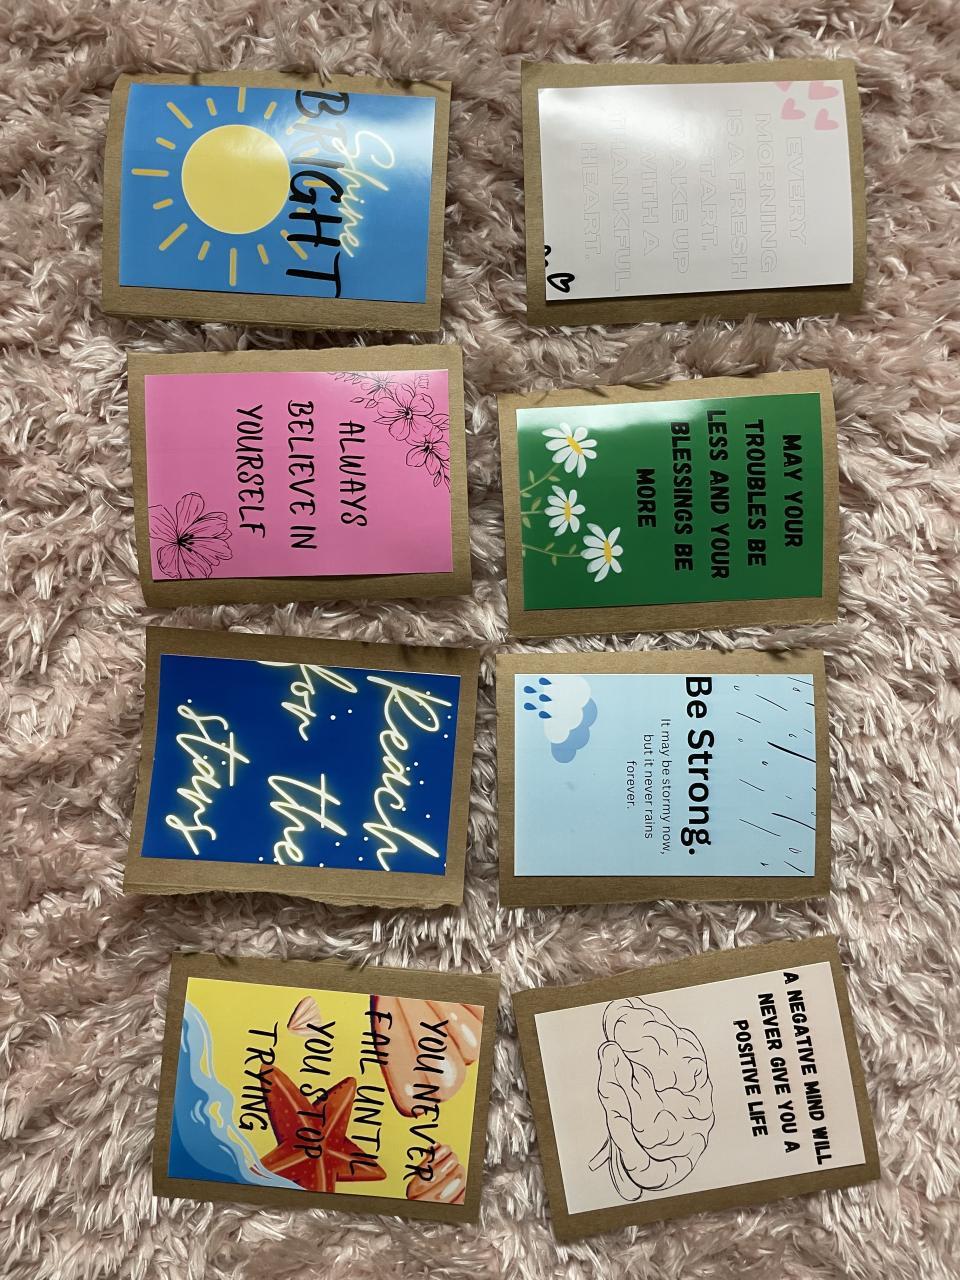 EVERY
MORNING
IS A FRESH
START.
WAKE UP
WITH A
THANKFUL
HEART.
MAY YOUR
TROUBLES BE
LESS AND YOUR
BLESSINGS BE
MORE
Be Strong.
It may be stormy now,
but it never rains
forever.
A NEGATIVE MIND WILL
NEVER GIVE YOU A
POSITIVE LIFE
Shine
BRIGHT
ALWAYS
BELIEVE IN
YOURSELF
Reach
for the
stars
YOU NEVER
FAIL UNTIL
YOU STOP
TRYING